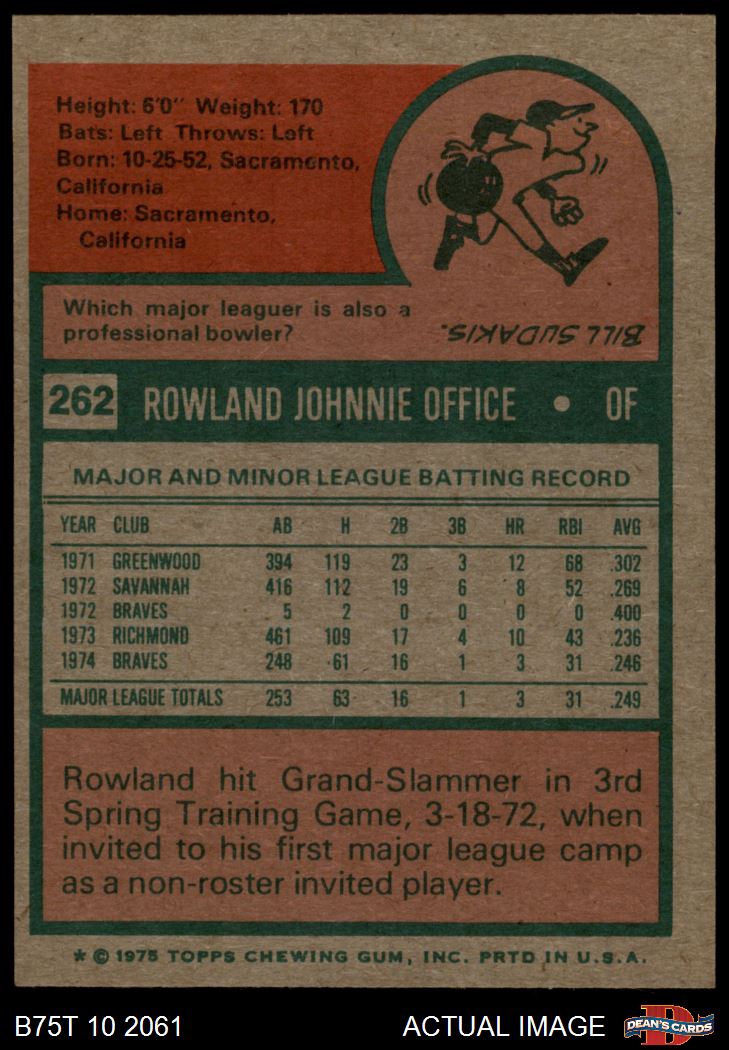 Height: 6'0" Weight: 170
Bats: Left Throws: Left
Born: 10-25-52, Sacramento,
California
Home: Sacramento,
California
Which major leaguer is also a
professional bowler?
BILL SUDAKIS.
262 ROWLAND JOHNNIE OFFICE • OF
MAJOR AND MINOR LEAGUE BATTING RECORD
YEAR CLUB AB H 2B 3B HR RBI AVG
1971 GREENWOOD 394 119 23 3 12 68 .302
1972 SAVANNAH 416 112 19 6 8 52 .269
1972 BRAVES 5 2 0 0 0 0 .400
1973 RICHMOND 461 109 17 4 10 43 .236
1974 BRAVES 248 61 16 1 3 31 .246
MAJOR LEAGUE TOTALS 253 63 16 1 3 31 .249
Rowland hit Grand-Slammer in 3rd
Spring Training Game, 3-18-72, when
invited to his first major league camp
as a non-roster invited player.
* © 1975 TOPPS CHEWING GUM, INC. PRTD IN U.S.A.
B75T 10 2061 ACTUAL IMAGE
D
DEAN'S CARDS